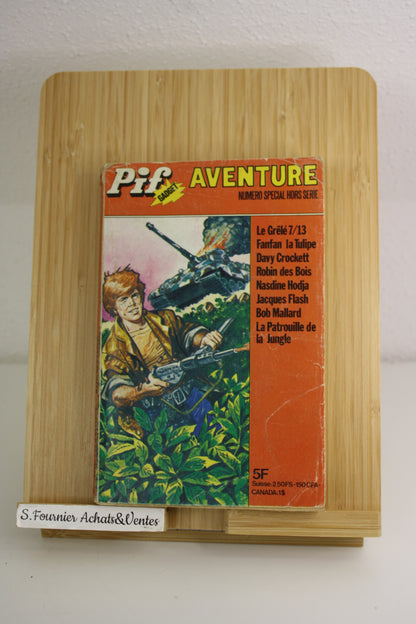 Pif GADGET AVENTURE
NUMERO SPECIAL HORS SERIE
Le Grêlé 7/13
Fanfan la Tulipe
Davy Crockett
Robin des Bois
Nasdine Hodja
Jacques Flash
Bob Mallard
La Patrouille de
la Jungle
5F
Suisse:2.50FS-150CFA-
CANADA:1$
S.Fournier Achats&Ventes